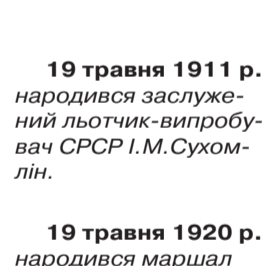 19 травня 1911 р.
народився заслуже-
ний льотчик-випробу-
вач СРСР І.М.Сухом-
лін.
19 травня 1920 р.
народився маршал